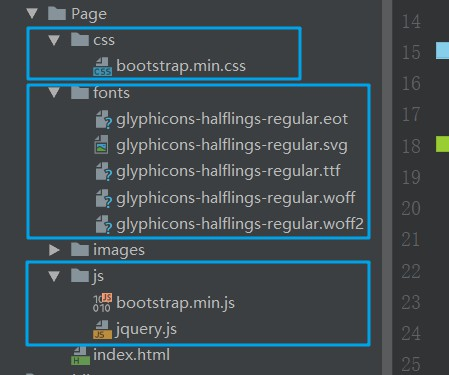 Page
css
bootstrap.min.css
fonts
glyphicons-halflings-regular.eot
glyphicons-halflings-regular.svg
glyphicons-halflings-regular.ttf
glyphicons-halflings-regular.woff
glyphicons-halflings-regular.woff2
images
js
bootstrap.min.js
jquery.js
index.html
14
15
16
17
18
19
20
21
22
23
24
25